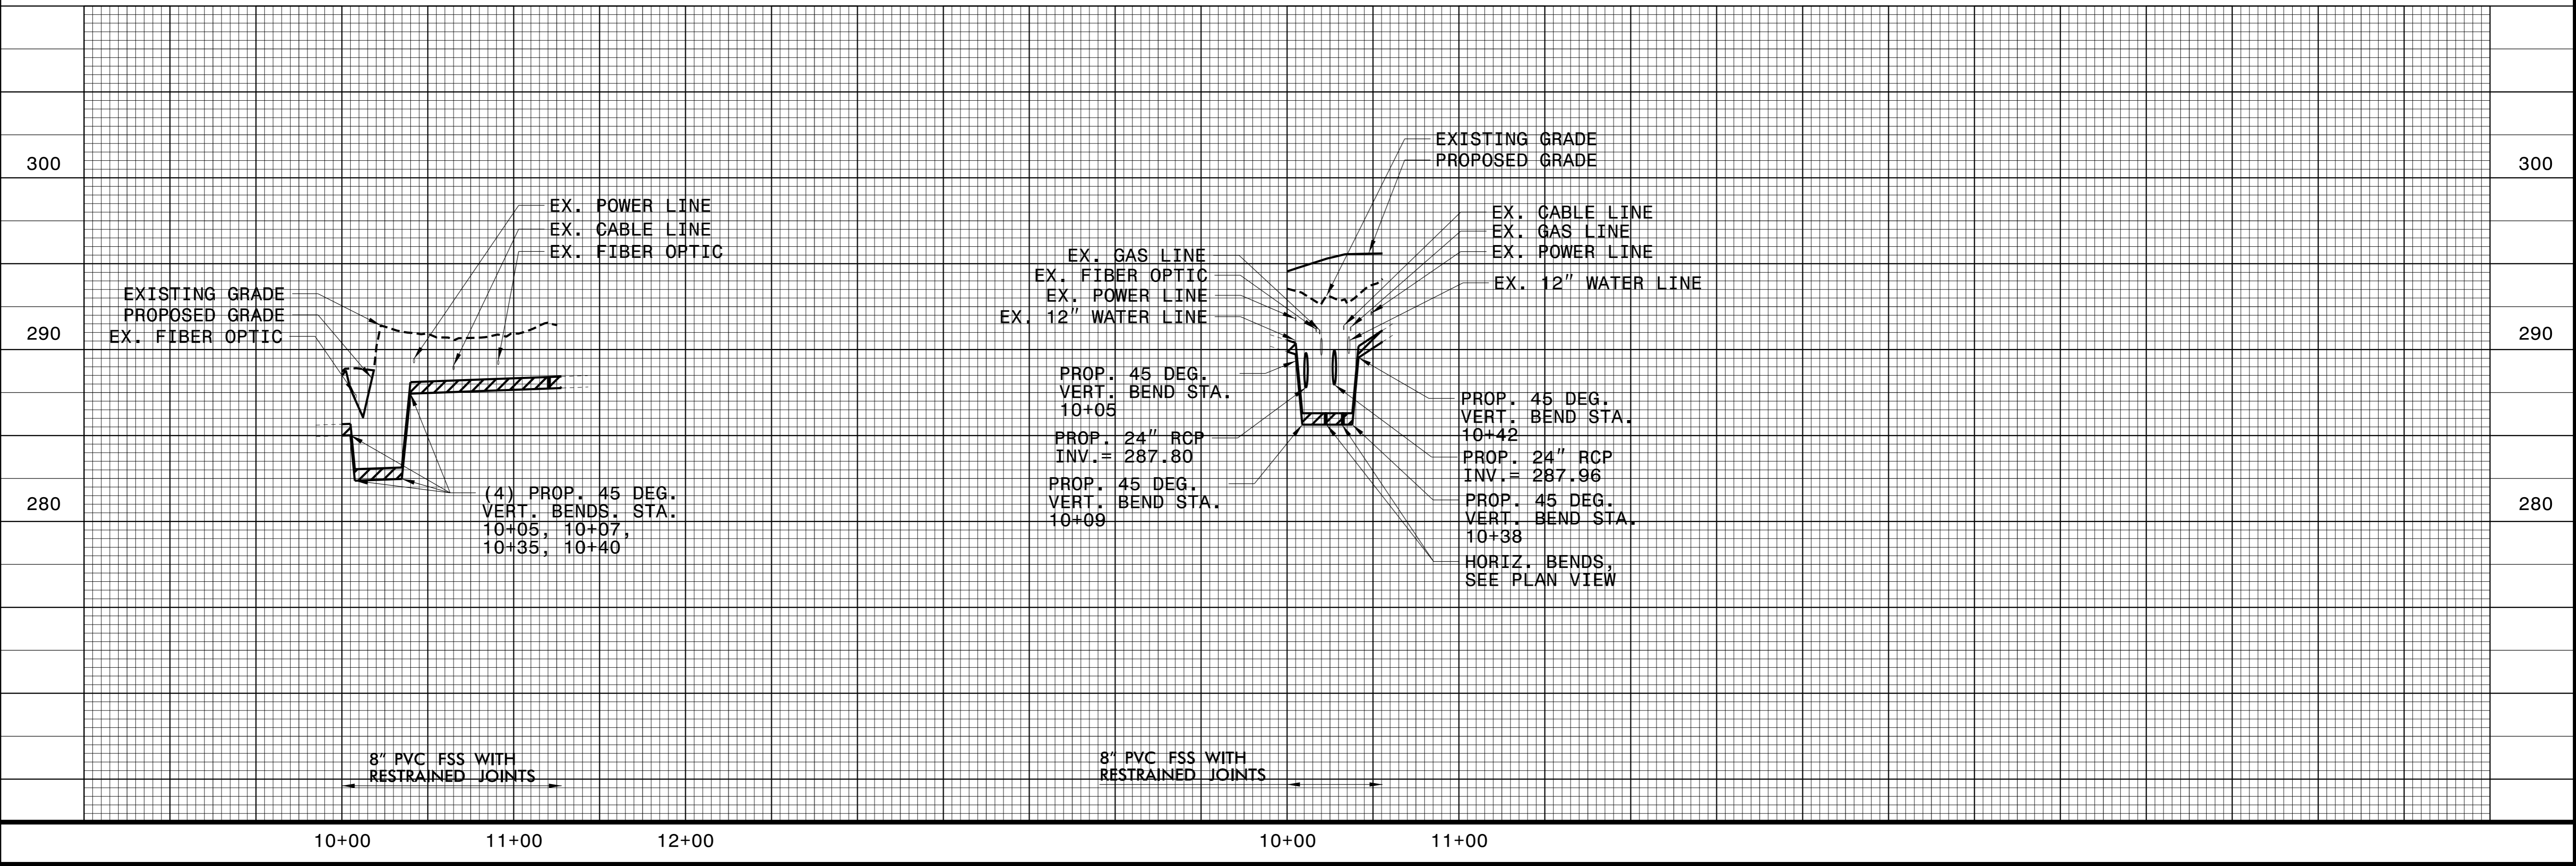 300
300
290
290
280
280
EX. POWER LINE
EX. CABLE LINE
EX. FIBER OPTIC
EXISTING GRADE
PROPOSED GRADE
EX. FIBER OPTIC
(4) PROP. 45 DEG.
VERT. BENDS. STA.
10+05, 10+07,
10+35, 10+40
8" PVC FSS WITH
RESTRAINED JOINTS
EXISTING GRADE
PROPOSED GRADE
EX. GAS LINE
EX. FIBER OPTIC
EX. POWER LINE
EX. 12" WATER LINE
EX. CABLE LINE
EX. GAS LINE
EX. POWER LINE
EX. 12" WATER LINE
PROP. 45 DEG.
VERT. BEND STA.
10+05
PROP. 24" RCP
INV.= 287.80
PROP. 45 DEG.
VERT. BEND STA.
10+09
PROP. 45 DEG.
VERT. BEND STA.
10+42
PROP. 24" RCP
INV.= 287.96
PROP. 45 DEG.
VERT. BEND STA.
10+38
HORIZ. BENDS,
SEE PLAN VIEW
8" PVC FSS WITH
RESTRAINED JOINTS
10+00
11+00
12+00
10+00
11+00